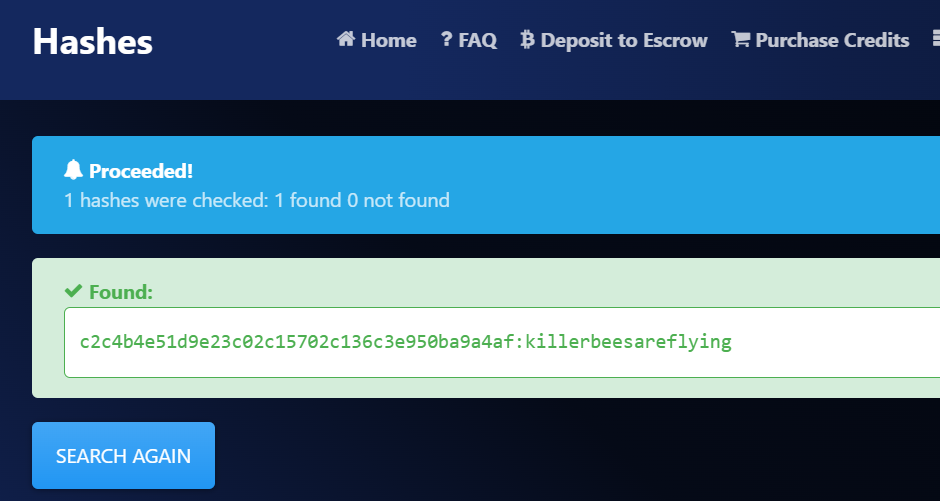 Hashes
Home ? FAQ Deposit to Escrow Purchase Credits
Proceeded!
1 hashes were checked: 1 found 0 not found
Found:
c2c4b4e51d9e23c02c15702c136c3e950ba9a4af:killerbeesareflying
SEARCH AGAIN